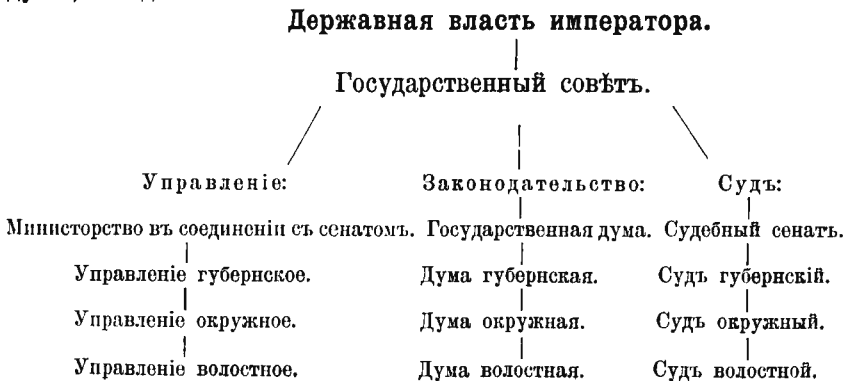 Державная власть императора.
Государственный совѣтъ.
Управленіе: Законодательство: Судъ:
Министорство въ соединеніи съ сенатомъ. Государственная дума. Судебный сенатъ.
Управленіе губернское. Дума губернская. Судъ губернскій.
Управленіе окружное. Дума окружная. Судъ окружный.
Управленіе волостное. Дума волостная. Судъ волостной.